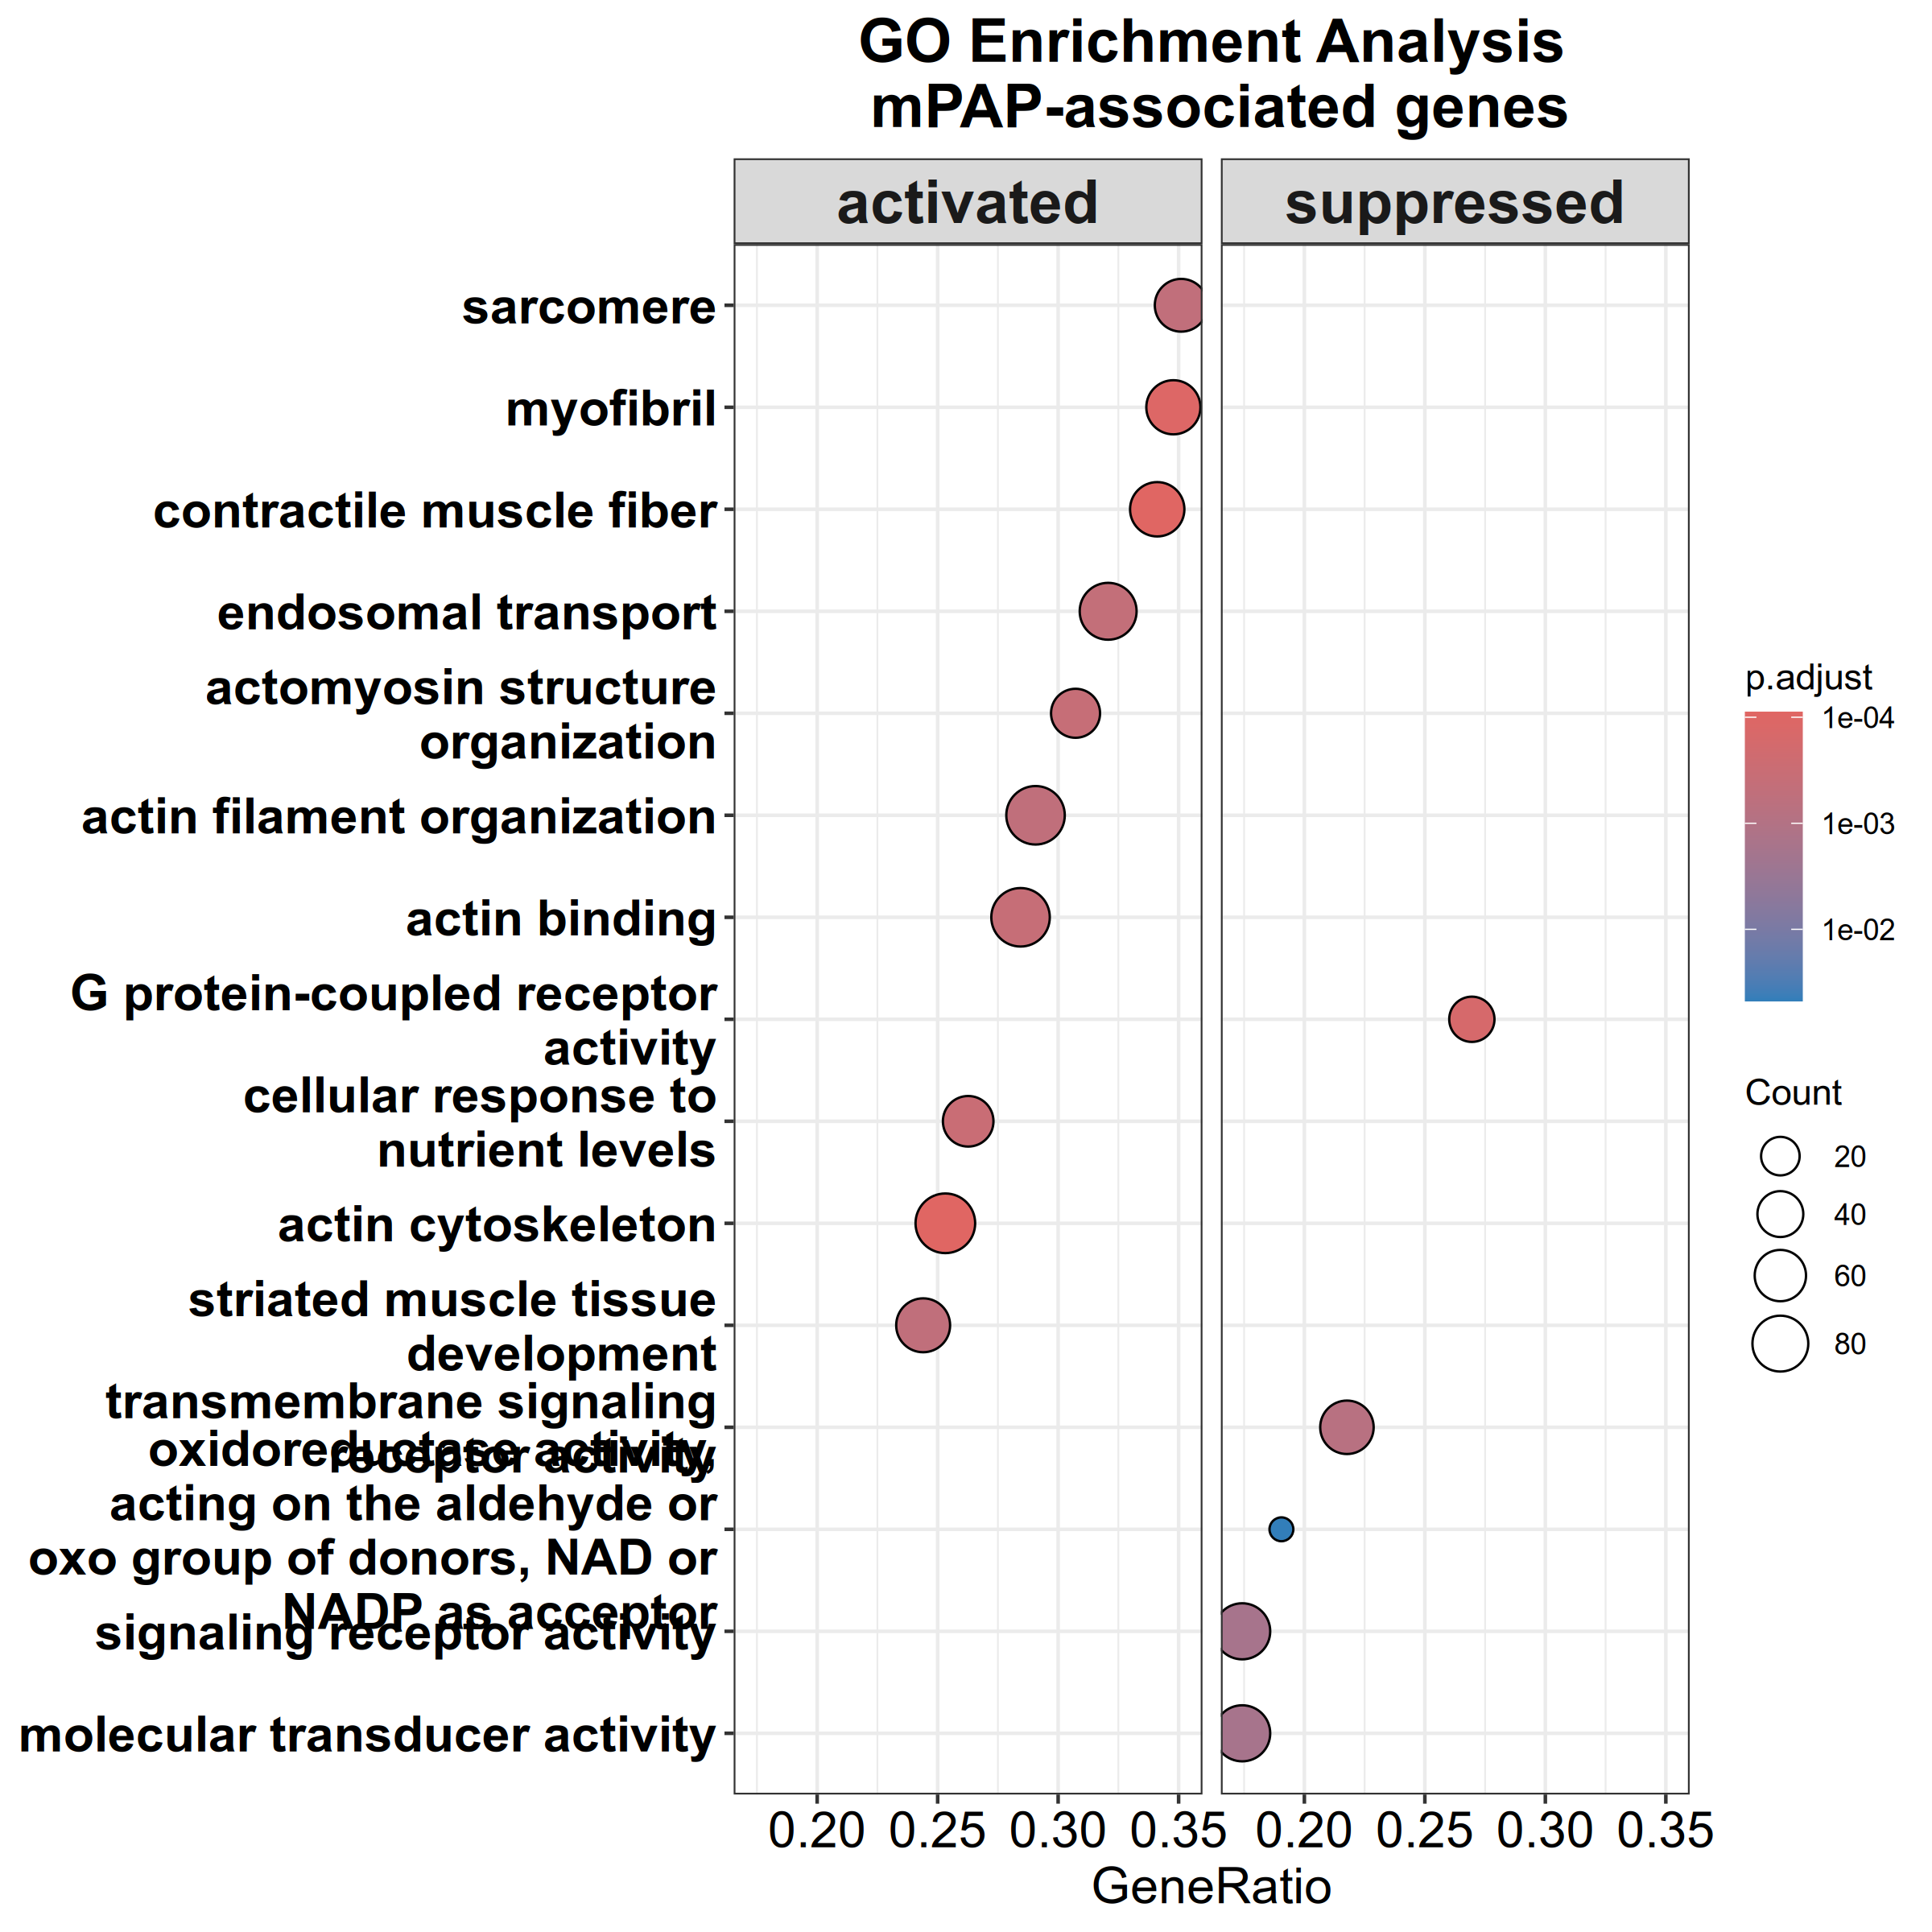 GO Enrichment Analysis
mPAP-associated genes
activated
suppressed
sarcomere
myofibril
contractile muscle fiber
endosomal transport
actomyosin structure
organization
actin filament organization
actin binding
G protein-coupled receptor
activity
cellular response to
nutrient levels
actin cytoskeleton
striated muscle tissue
development
transmembrane signaling
receptor activity
oxidoreductase activity,
acting on the aldehyde or
oxo group of donors, NAD or
NADP as acceptor
signaling receptor activity
molecular transducer activity
0.20 0.25 0.30 0.35
0.20 0.25 0.30 0.35
GeneRatio
p.adjust
1e-04
1e-03
1e-02
Count
20
40
60
80